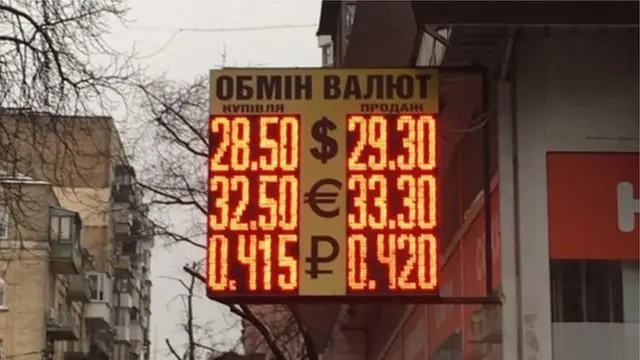 ОБМІН ВАЛЮТ
КУПІВЛЯ ПРОДАЖ
28.50 $ 29.30
32.50 € 33.30
0.415 ₽ 0.420